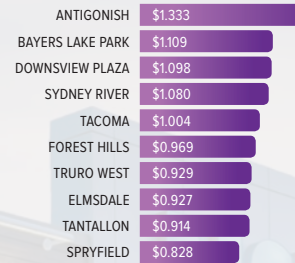 ANTIGONISH $1.333
BAYERS LAKE PARK $1.109
DOWNSVIEW PLAZA $1.098
SYDNEY RIVER $1.080
TACOMA $1.004
FOREST HILLS $0.969
TRURO WEST $0.929
ELMSDALE $0.927
TANTALLON $0.914
SPRYFIELD $0.828